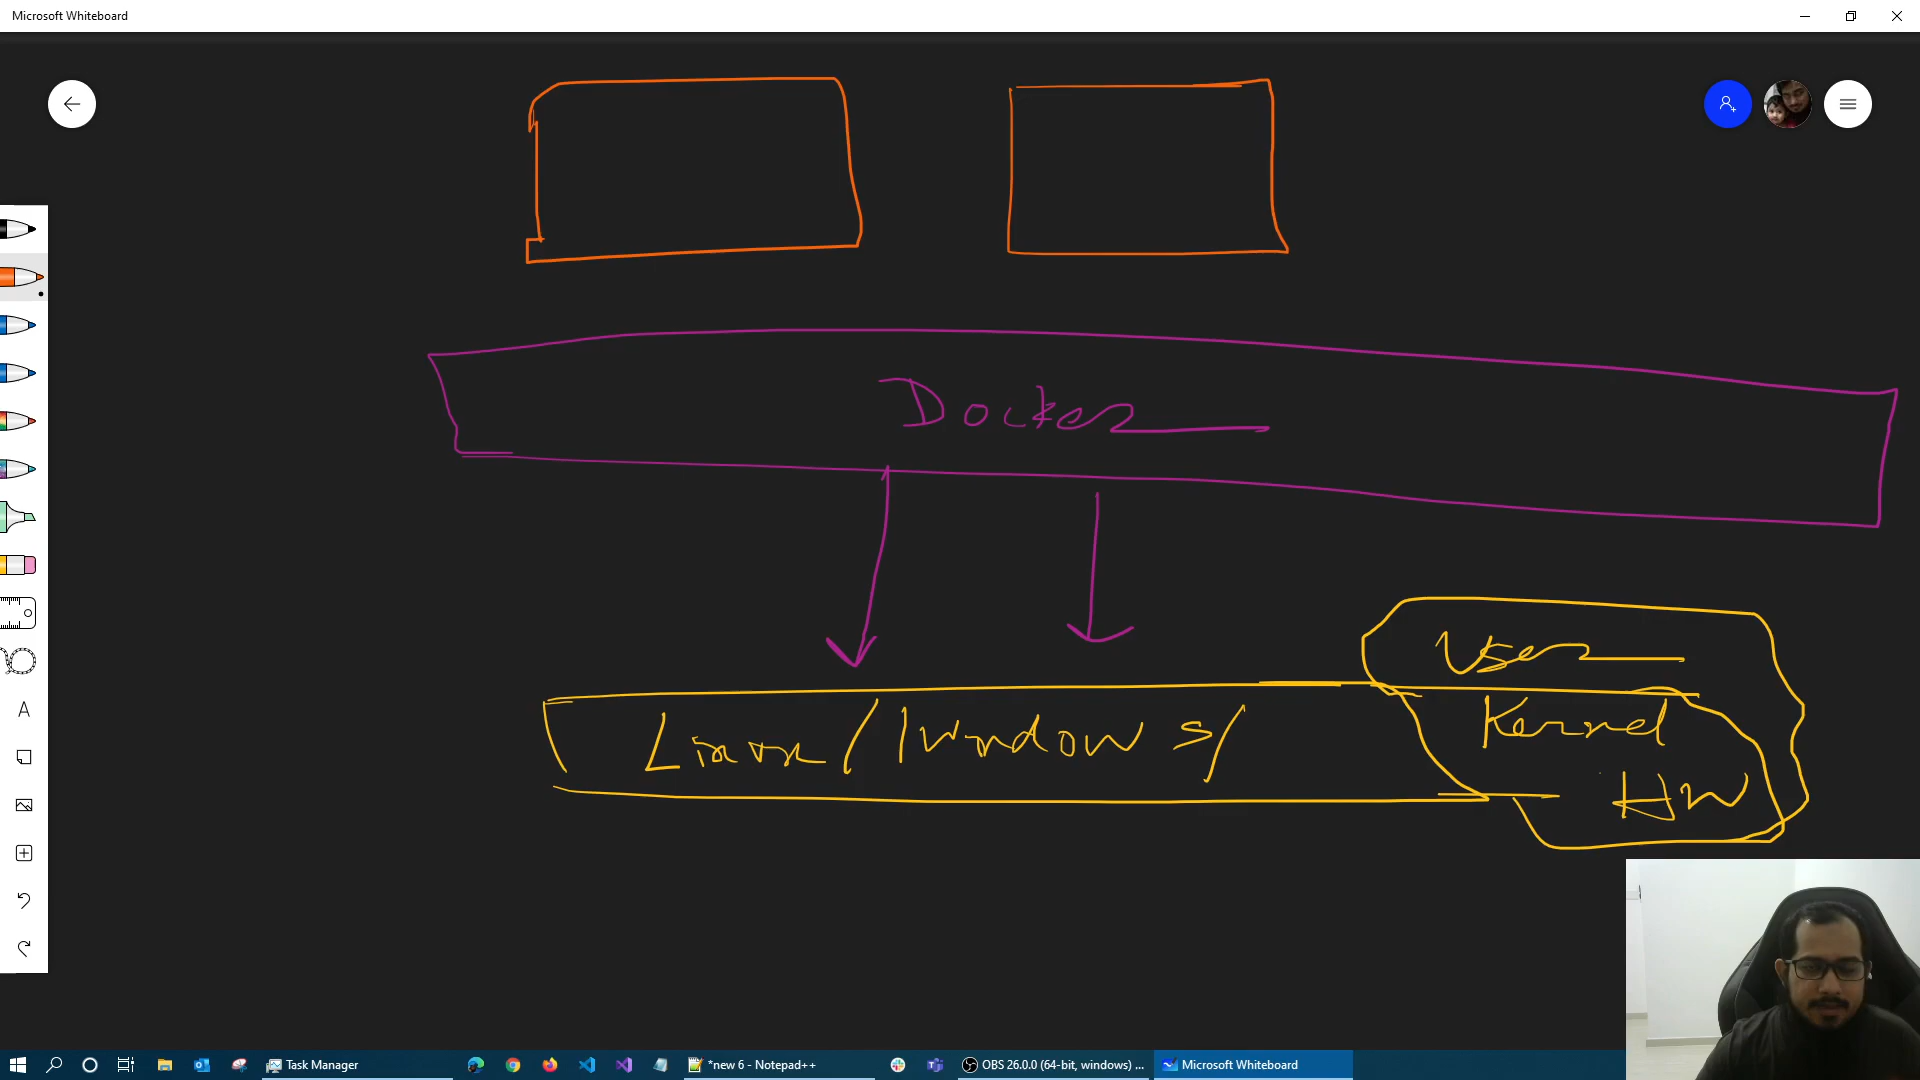 Microsoft Whiteboard
Docker
User
Linux / Windows /
Kernel
HW
A
Task Manager
*new 6 - Notepad++
OBS 26.0.0 (64-bit, windows) ...
Microsoft Whiteboard